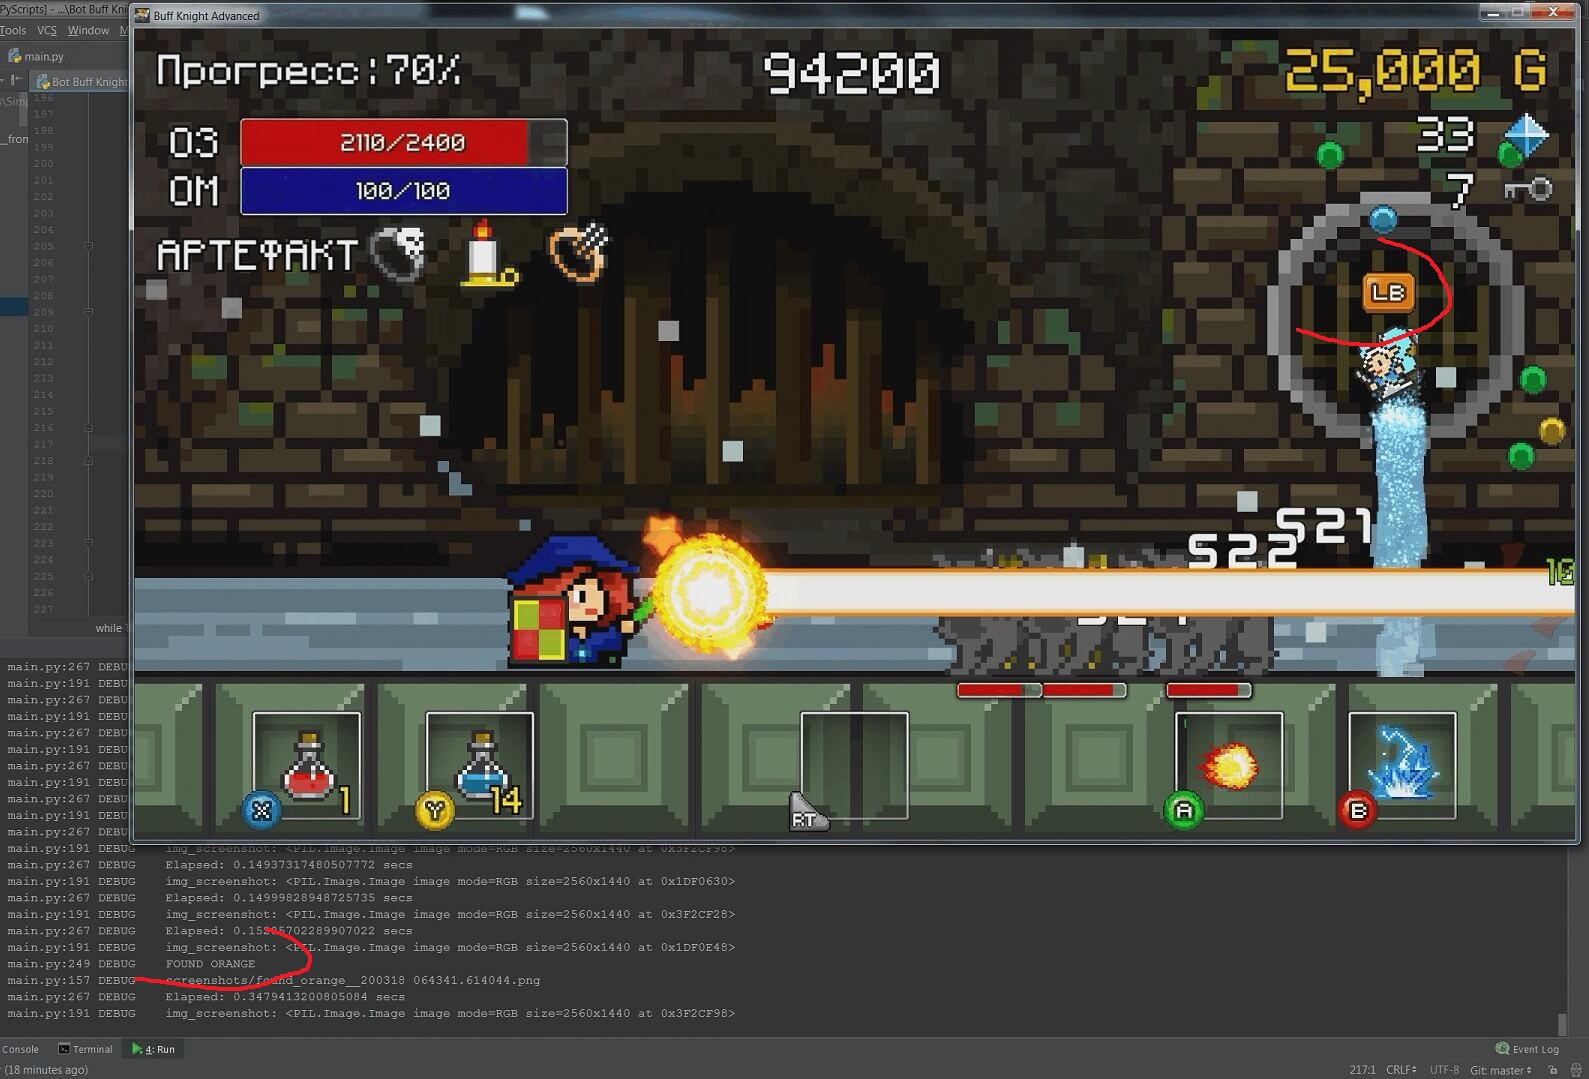 PyScripts] - ...\Bot Buff Kni
Buff Knight Advanced
Tools VCS Window
main.py
Bot Buff Knight
196
197
198
199
200
201
202
203
204
205
206
207
208
209
210
211
212
213
214
215
216
217
218
219
220
221
222
223
224
225
226
227
while
Прогресс:70%
94200
25,000 G
ОЗ 2110/2400
33
ОМ 100/100
7
АРТЕФАКТ
LB
521
522
10
X 1
Y 14
RT
A
B
main.py:267 DEBU
main.py:191 DEBU
main.py:267 DEBU
main.py:191 DEBU
main.py:267 DEBU
main.py:191 DEBU
main.py:267 DEBU
main.py:191 DEBU
main.py:267 DEBU
main.py:191 DEBU
main.py:267 DEBU
main.py:191 DEBUG img_screenshot: <PIL.Image.Image image mode=RGB size=2560x1440 at 0x3F2CF98>
main.py:267 DEBUG Elapsed: 0.14937317480507772 secs
main.py:191 DEBUG img_screenshot: <PIL.Image.Image image mode=RGB size=2560x1440 at 0x1DF0630>
main.py:267 DEBUG Elapsed: 0.14999828948725735 secs
main.py:191 DEBUG img_screenshot: <PIL.Image.Image image mode=RGB size=2560x1440 at 0x3F2CF28>
main.py:267 DEBUG Elapsed: 0.15285702289907022 secs
main.py:191 DEBUG img_screenshot: <PIL.Image.Image image mode=RGB size=2560x1440 at 0x1DF0E48>
main.py:249 DEBUG FOUND ORANGE
main.py:157 DEBUG screenshots/found_orange__200318 064341.614044.png
main.py:267 DEBUG Elapsed: 0.3479413200805084 secs
main.py:191 DEBUG img_screenshot: <PIL.Image.Image image mode=RGB size=2560x1440 at 0x3F2CF98>
Console Terminal 4: Run Event Log
(18 minutes ago) 217:1 CRLF UTF-8 Git: master